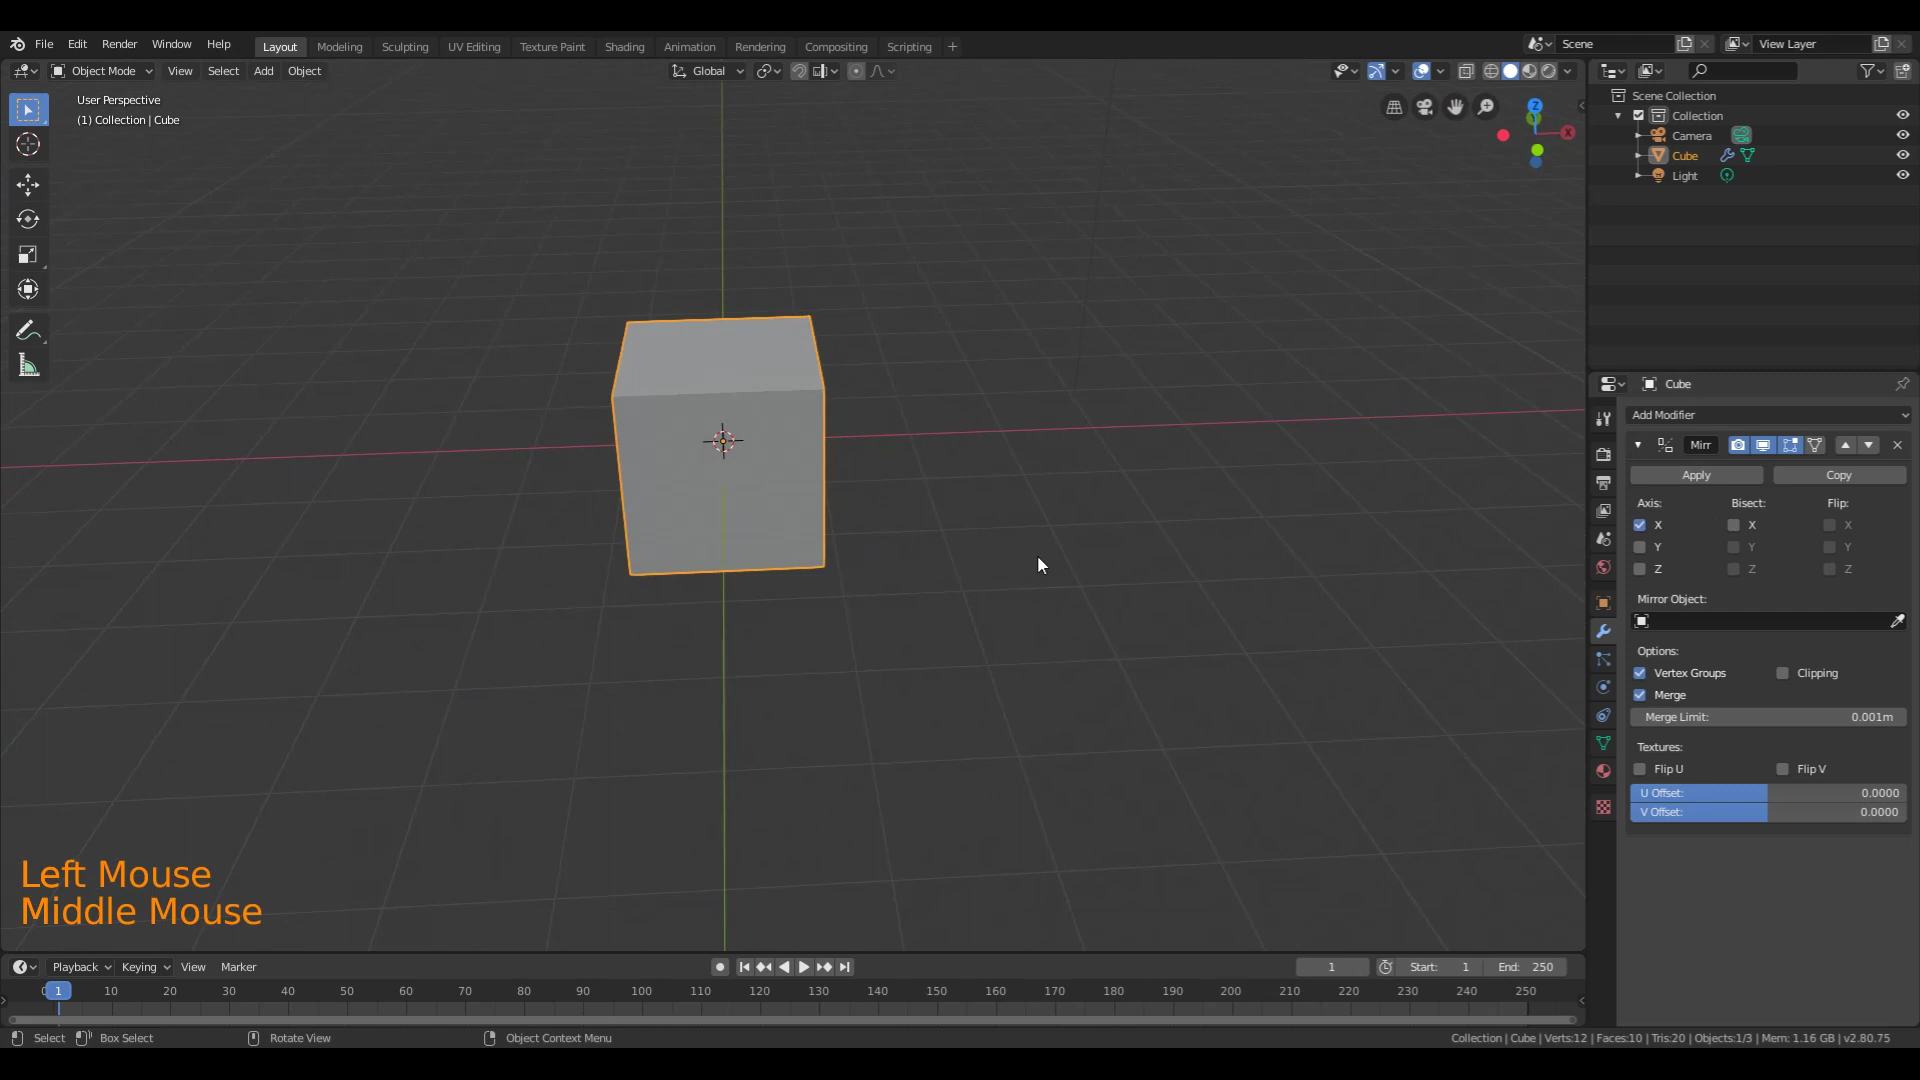 File Edit Render Window Help Layout Modeling Sculpting UV Editing Texture Paint Shading Animation Rendering Compositing Scripting + Scene View Layer
Object Mode View Select Add Object Global
User Perspective
(1) Collection | Cube
Z
Y
X
Scene Collection
Collection
Camera
Cube
Light
Cube
Add Modifier
Mirr
Apply Copy
Axis: Bisect: Flip:
X X X
Y Y Y
Z Z Z
Mirror Object:
Options:
Vertex Groups Clipping
Merge
Merge Limit: 0.001m
Textures:
Flip U Flip V
U Offset: 0.0000
V Offset: 0.0000
Left Mouse
Middle Mouse
Playback Keying View Marker 1 Start: 1 End: 250
0 1 10 20 30 40 50 60 70 80 90 100 110 120 130 140 150 160 170 180 190 200 210 220 230 240 250
Select Box Select Rotate View Object Context Menu Collection | Cube | Verts:12 | Faces:10 | Tris:20 | Objects:1/3 | Mem: 1.16 GB | v2.80.75